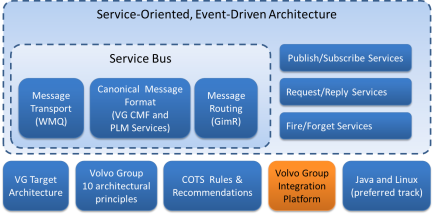 Service-Oriented, Event-Driven Architecture
Service Bus
Message
Transport
(WMQ)
Canonical Message
Format
(VG CMF and
PLM Services)
Message
Routing
(GimR)
Publish/Subscribe Services
Request/Reply Services
Fire/Forget Services
VG Target
Architecture
Volvo Group
10 architectural
principles
COTS Rules &
Recommendations
Volvo Group
Integration
Platform
Java and Linux
(preferred track)